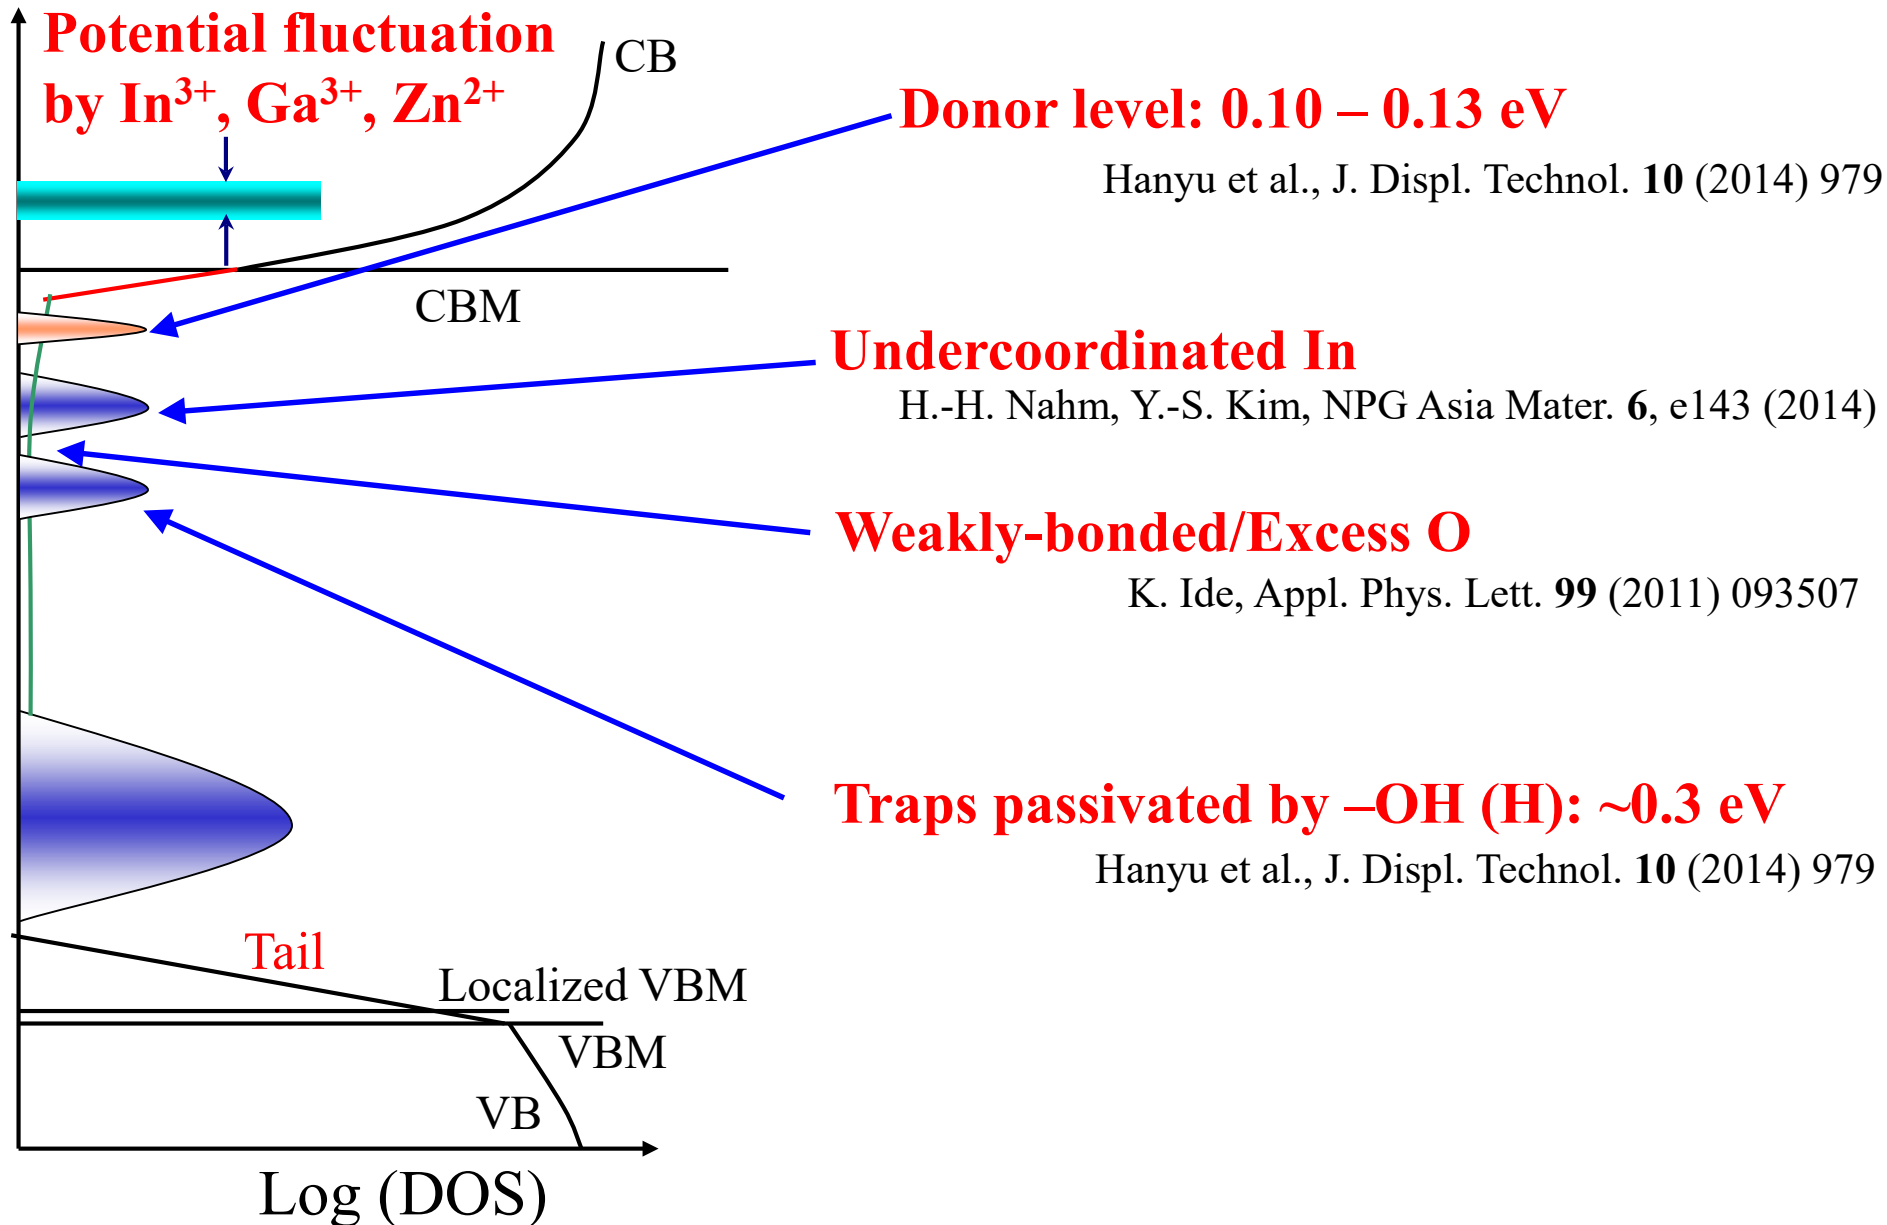 Potential fluctuation
by In³⁺, Ga³⁺, Zn²⁺
CB
Donor level: 0.10 – 0.13 eV
Hanyu et al., J. Displ. Technol. 10 (2014) 979
CBM
Undercoordinated In
H.-H. Nahm, Y.-S. Kim, NPG Asia Mater. 6, e143 (2014)
Weakly-bonded/Excess O
K. Ide, Appl. Phys. Lett. 99 (2011) 093507
Traps passivated by –OH (H): ~0.3 eV
Hanyu et al., J. Displ. Technol. 10 (2014) 979
Tail
Localized VBM
VBM
VB
Log (DOS)